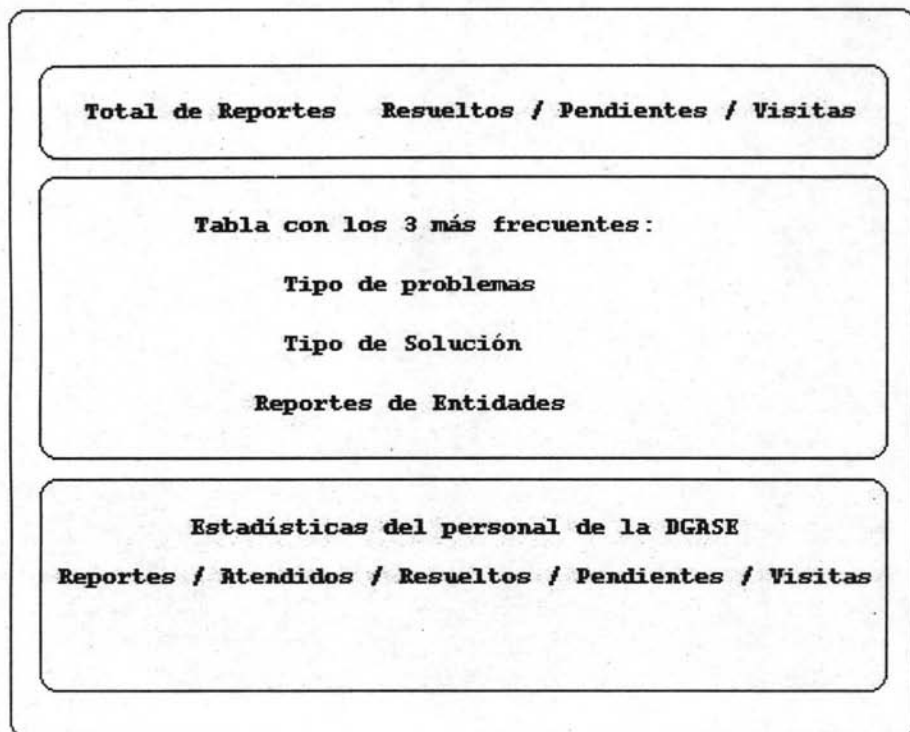 Total de Reportes Resueltos / Pendientes / Visitas
Tabla con los 3 más frecuentes:
Tipo de problemas
Tipo de Solución
Reportes de Entidades
Estadísticas del personal de la DGASE
Reportes / Atendidos / Resueltos / Pendientes / Visitas